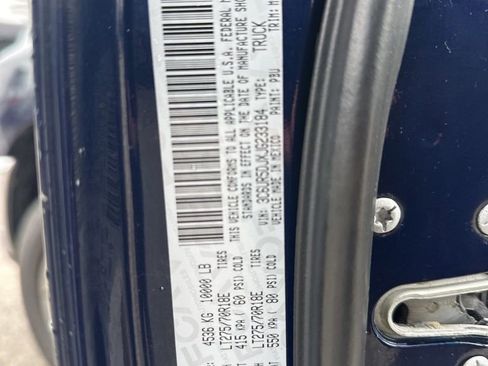 4536 KG 10000 LB
LT275/70R18E TIRES
415 KPA ( 60 PSI) COLD
LT275/70R18E TIRES
550 KPA ( 80 PSI) COLD
THIS VEHICLE CONFORMS TO ALL APPLICABLE U.S.A. FEDERAL
STANDARDS IN EFFECT ON THE DATE OF MANUFACTURE
VIN: 3C6UR5DJXJG233184 TYPE: TRUCK
VEHICLE MADE IN MEXICO PAINT: PBU TRIM: